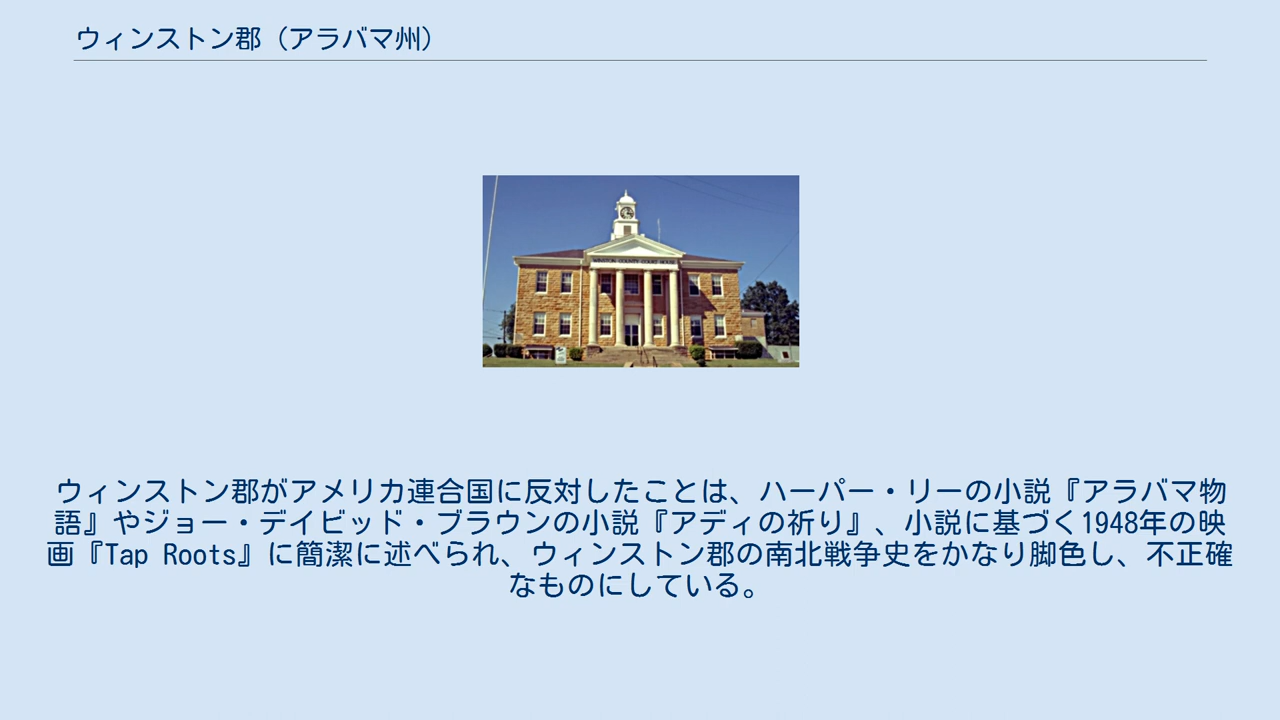 ウィンストン郡（アラバマ州）
WINSTON COUNTY COURT HOUSE
ウィンストン郡がアメリカ連合国に反対したことは、ハーパー・リーの小説『アラバマ物
語』やジョー・デイビッド・ブラウンの小説『アディの祈り』、小説に基づく1948年の映
画『Tap Roots』に簡潔に述べられ、ウィンストン郡の南北戦争史をかなり脚色し、不正確
なものにしている。